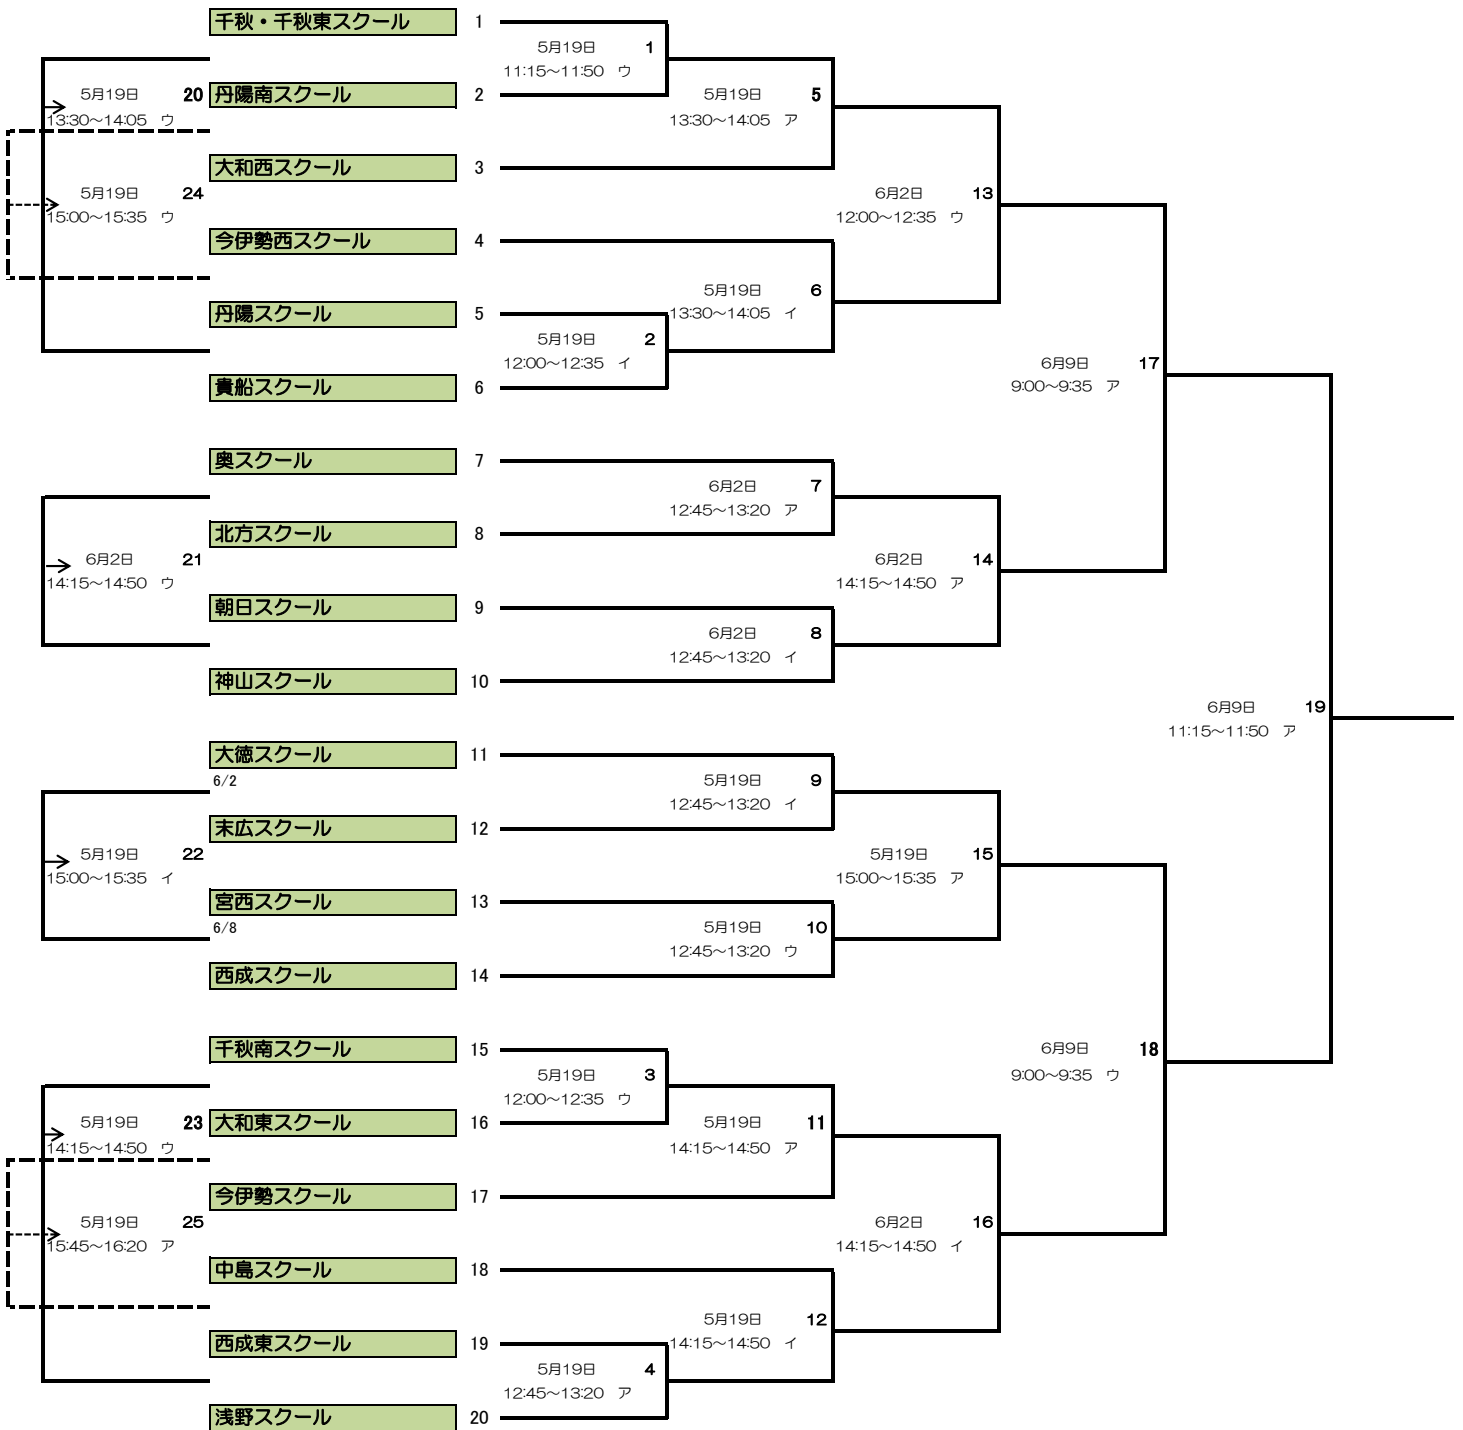 千秋・千秋東スクール 1
5月19日 1
11:15～11:50 ウ
5月19日 20 丹陽南スクール 2 5月19日 5
13:30～14:05 ウ 13:30～14:05 ア
大和西スクール 3
5月19日 24 6月2日 13
15:00～15:35 ウ 12:00～12:35 ウ
今伊勢西スクール 4
5月19日 6
丹陽スクール 5 13:30～14:05 イ
5月19日 2
12:00～12:35 イ 6月9日 17
貴船スクール 6 9:00～9:35 ア
奥スクール 7
6月2日 7
12:45～13:20 ア
北方スクール 8
6月2日 21 6月2日 14
14:15～14:50 ウ 14:15～14:50 ア
朝日スクール 9
6月2日 8
12:45～13:20 イ
神山スクール 10
6月9日 19
11:15～11:50 ア
大徳スクール 11
6/2 5月19日 9
12:45～13:20 イ
末広スクール 12
5月19日 22 5月19日 15
15:00～15:35 イ 15:00～15:35 ア
宮西スクール 13
6/8 5月19日 10
12:45～13:20 ウ
西成スクール 14
千秋南スクール 15 6月9日 18
5月19日 3 9:00～9:35 ウ
12:00～12:35 ウ
5月19日 23 大和東スクール 16 5月19日 11
14:15～14:50 ウ 14:15～14:50 ア
今伊勢スクール 17
5月19日 25 6月2日 16
15:45～16:20 ア 14:15～14:50 イ
中島スクール 18
5月19日 12
西成東スクール 19 14:15～14:50 イ
5月19日 4
12:45～13:20 ア
浅野スクール 20